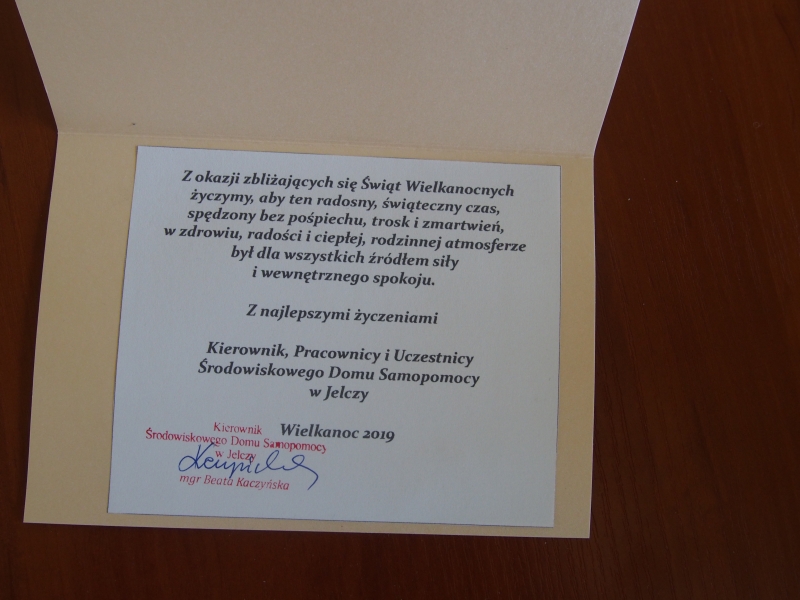 Z okazji zbliżających się Świąt Wielkanocnych
życzymy, aby ten radosny, świąteczny czas,
spędzony bez pośpiechu, trosk i zmartwień,
w zdrowiu, radości i ciepłej, rodzinnej atmosferze
był dla wszystkich źródłem siły
i wewnętrznego spokoju.
Z najlepszymi życzeniami
Kierownik, Pracownicy i Uczestnicy
Środowiskowego Domu Samopomocy
w Jelczy
Wielkanoc 2019
Kierownik
Środowiskowego Domu Samopomocy
w Jelczy
mgr Beata Kaczyńska